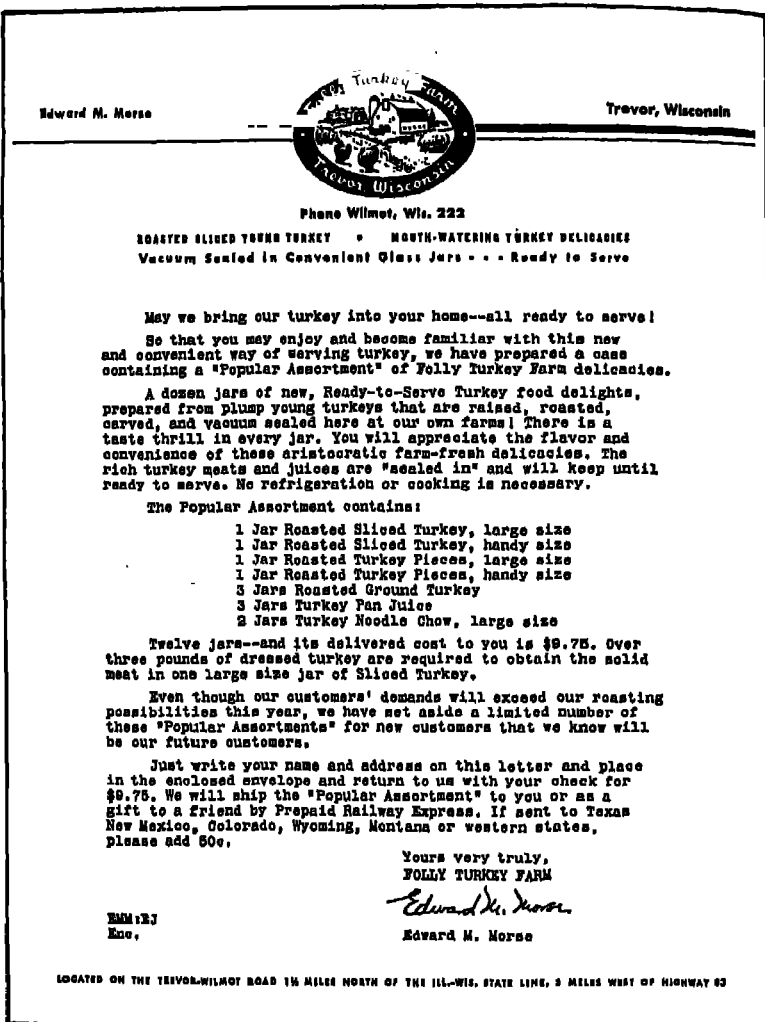 Edward M. Morse
Folly Turkey Farm
Trevor, Wisconsin
Trevor, Wisconsin
Phone Wilmot, Wis. 222
ROASTED SLICED YOUNG TURKEY • MOUTH-WATERING TURKEY DELICACIES
Vacuum Sealed in Convenient Glass Jars - - - Ready to Serve
May we bring our turkey into your home--all ready to serve!
So that you may enjoy and become familiar with this new
and convenient way of serving turkey, we have prepared a case
containing a "Popular Assortment" of Folly Turkey Farm delicacies.
A dozen jars of new, Ready-to-Serve Turkey food delights,
prepared from plump young turkeys that are raised, roasted,
carved, and vacuum sealed here at our own farms! There is a
taste thrill in every jar. You will appreciate the flavor and
convenience of these aristocratic farm-fresh delicacies. The
rich turkey meats and juices are "sealed in" and will keep until
ready to serve. No refrigeration or cooking is necessary.
The Popular Assortment contains:
1 Jar Roasted Sliced Turkey, large size
1 Jar Roasted Sliced Turkey, handy size
1 Jar Roasted Turkey Pieces, large size
1 Jar Roasted Turkey Pieces, handy size
3 Jars Roasted Ground Turkey
3 Jars Turkey Pan Juice
2 Jars Turkey Noodle Chow, large size
Twelve jars--and its delivered cost to you is $9.75. Over
three pounds of dressed turkey are required to obtain the solid
meat in one large size jar of Sliced Turkey.
Even though our customers' demands will exceed our roasting
possibilities this year, we have set aside a limited number of
these "Popular Assortments" for new customers that we know will
be our future customers.
Just write your name and address on this letter and place
in the enclosed envelope and return to us with your check for
$9.75. We will ship the "Popular Assortment" to you or as a
gift to a friend by Prepaid Railway Express. If sent to Texas
New Mexico, Colorado, Wyoming, Montana or western states,
please add 50c.
Yours very truly,
FOLLY TURKEY FARM
Edward M. Morse
EMM:RJ
Enc.
Edward M. Morse
LOCATED ON THE TREVOR-WILMOT ROAD 1½ MILES NORTH OF THE ILL.-WIS. STATE LINE, 3 MILES WEST OF HIGHWAY 83